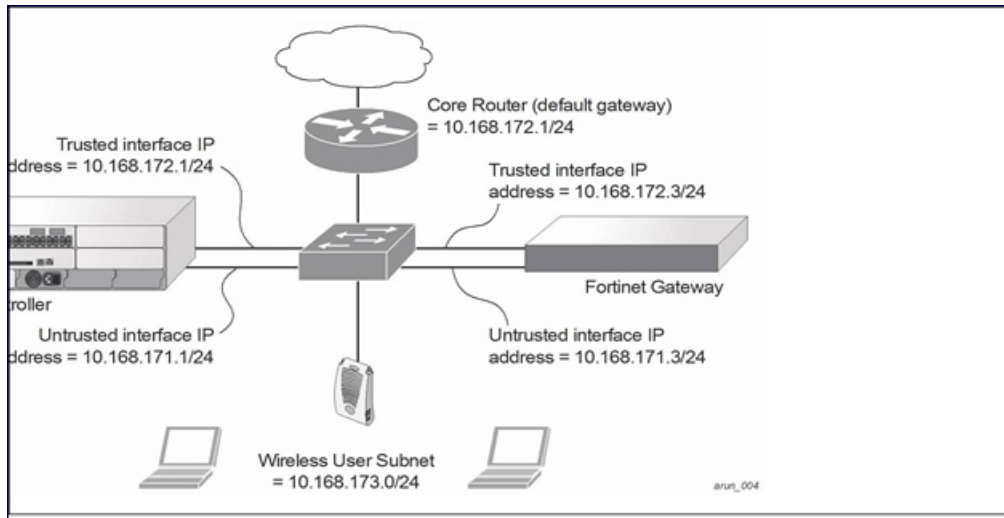 Core Router (default gateway)
= 10.168.172.1/24
Trusted interface IP
ddress = 10.168.172.1/24
Trusted interface IP
address = 10.168.172.3/24
Fortinet Gateway
troller
Untrusted interface IP
ddress = 10.168.171.1/24
Untrusted interface IP
address = 10.168.171.3/24
Wireless User Subnet
= 10.168.173.0/24
arun_004